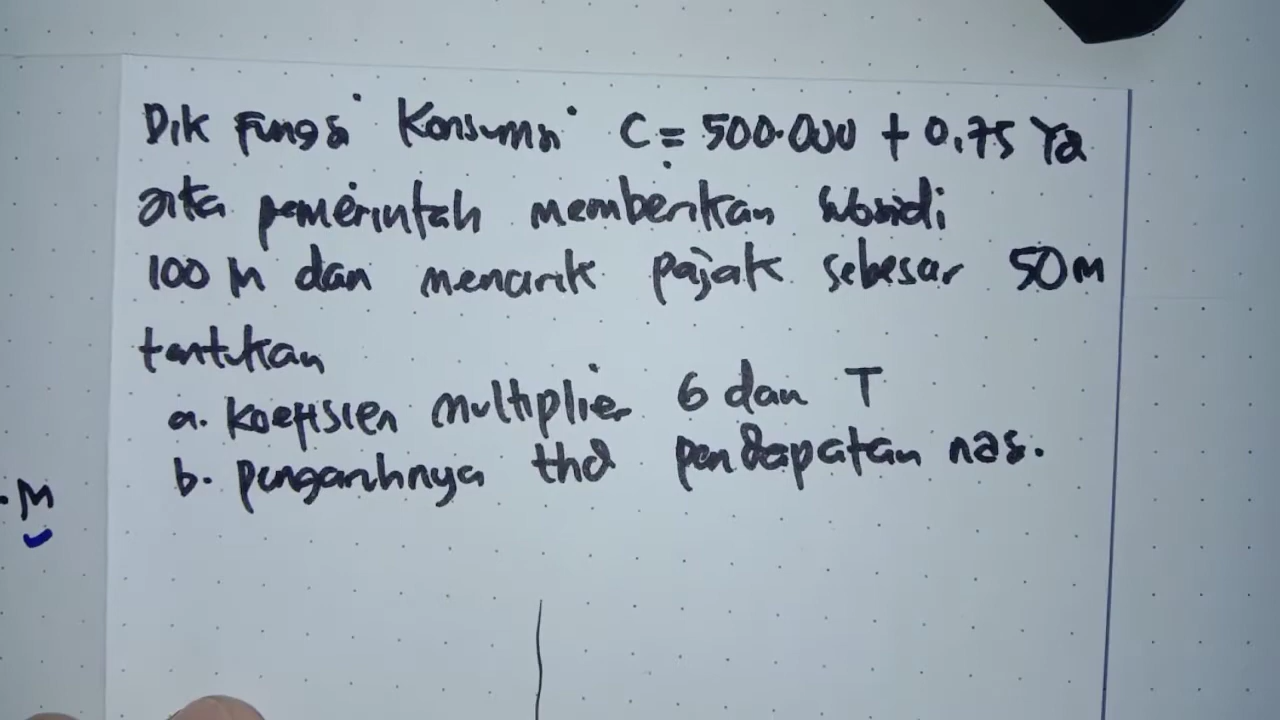 Dik Fungsi Konsumsi C = 500.000 + 0,75 Yd
Jika pemerintah memberikan subsidi
100 M dan menarik pajak sebesar 50 M
tentukan
a. Koefisien multiplier G dan T
b. pengaruhnya thd pendapatan nas.
M